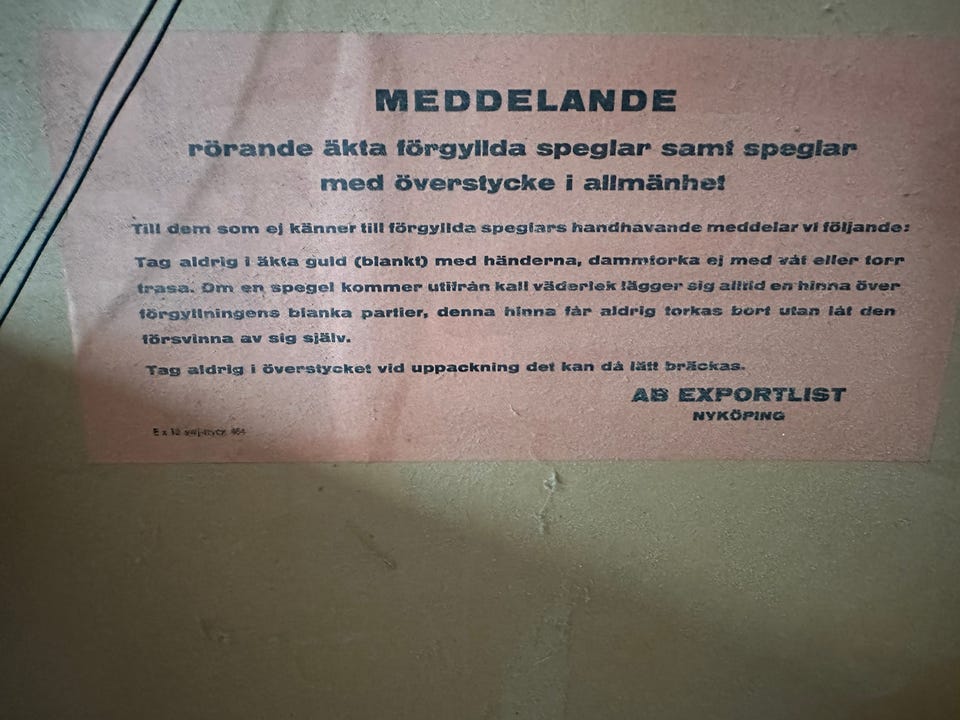 MEDDELANDE
rörande äkta förgyllda speglar samt speglar
med överstycke i allmänhet
Till dem som ej känner till förgyllda speglars handhavande meddelar vi följande:
Tag aldrig i äkta guld (blankt) med händerna, dammtorka ej med våt eller torr
trasa. Om en spegel kommer utifrån kall väderlek lägger sig alltid en hinna över
förgyllningens blanka partier, denna hinna får aldrig torkas bort utan låt den
försvinna av sig själv.
Tag aldrig i överstycket vid uppackning det kan då lätt bräckas.
AB EXPORTLIST
NYKÖPING